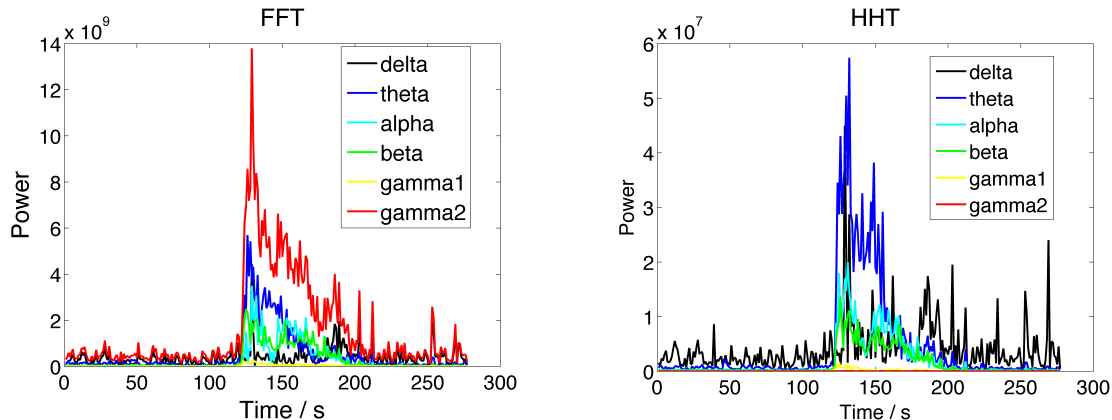 FFT
x 10^9
14
12
10
8
6
4
2
0
0 50 100 150 200 250 300
Power
Time / s
delta
theta
alpha
beta
gamma1
gamma2
HHT
x 10^7
6
5
4
3
2
1
0
0 50 100 150 200 250 300
Power
Time / s
delta
theta
alpha
beta
gamma1
gamma2